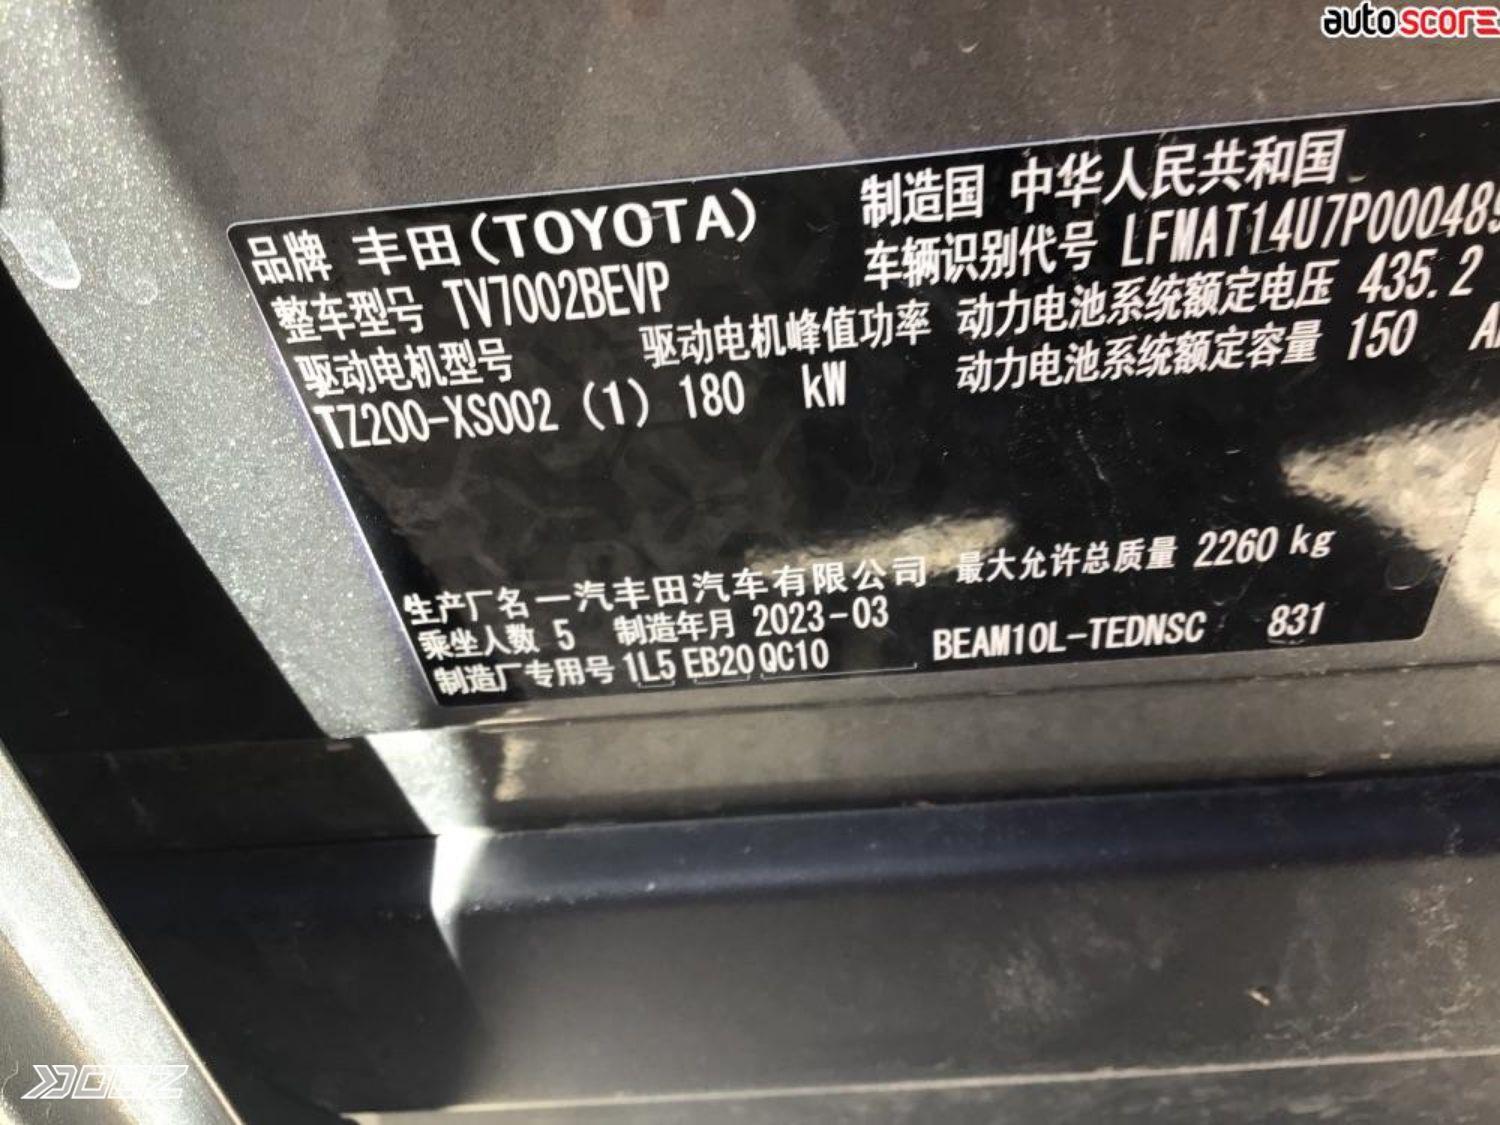 autoscore
品牌 丰田(TOYOTA) 制造国 中华人民共和国
整车型号 TV7002BEVP 车辆识别代号 LFMAT14U7P000489
驱动电机型号 驱动电机峰值功率 动力电池系统额定电压 435.2
TZ200-XS002 (1) 180 kW 动力电池系统额定容量 150
生产厂名 一汽丰田汽车有限公司 最大允许总质量 2260 kg
乘坐人数 5 制造年月 2023-03
制造厂专用号 1L5 EB20 QC10 BEAM10L-TEDNSC 831